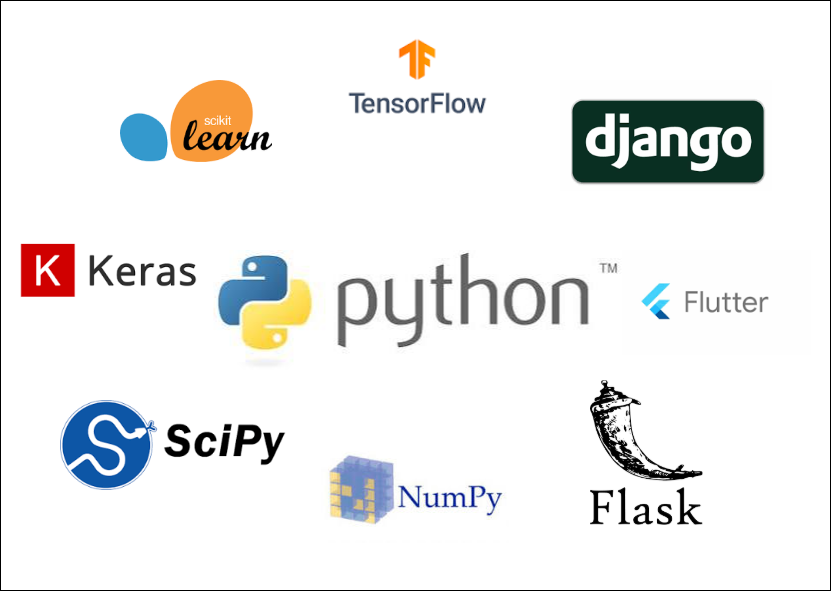 TensorFlow
scikit
learn
django
K Keras
python TM
Flutter
SciPy
NumPy
Flask